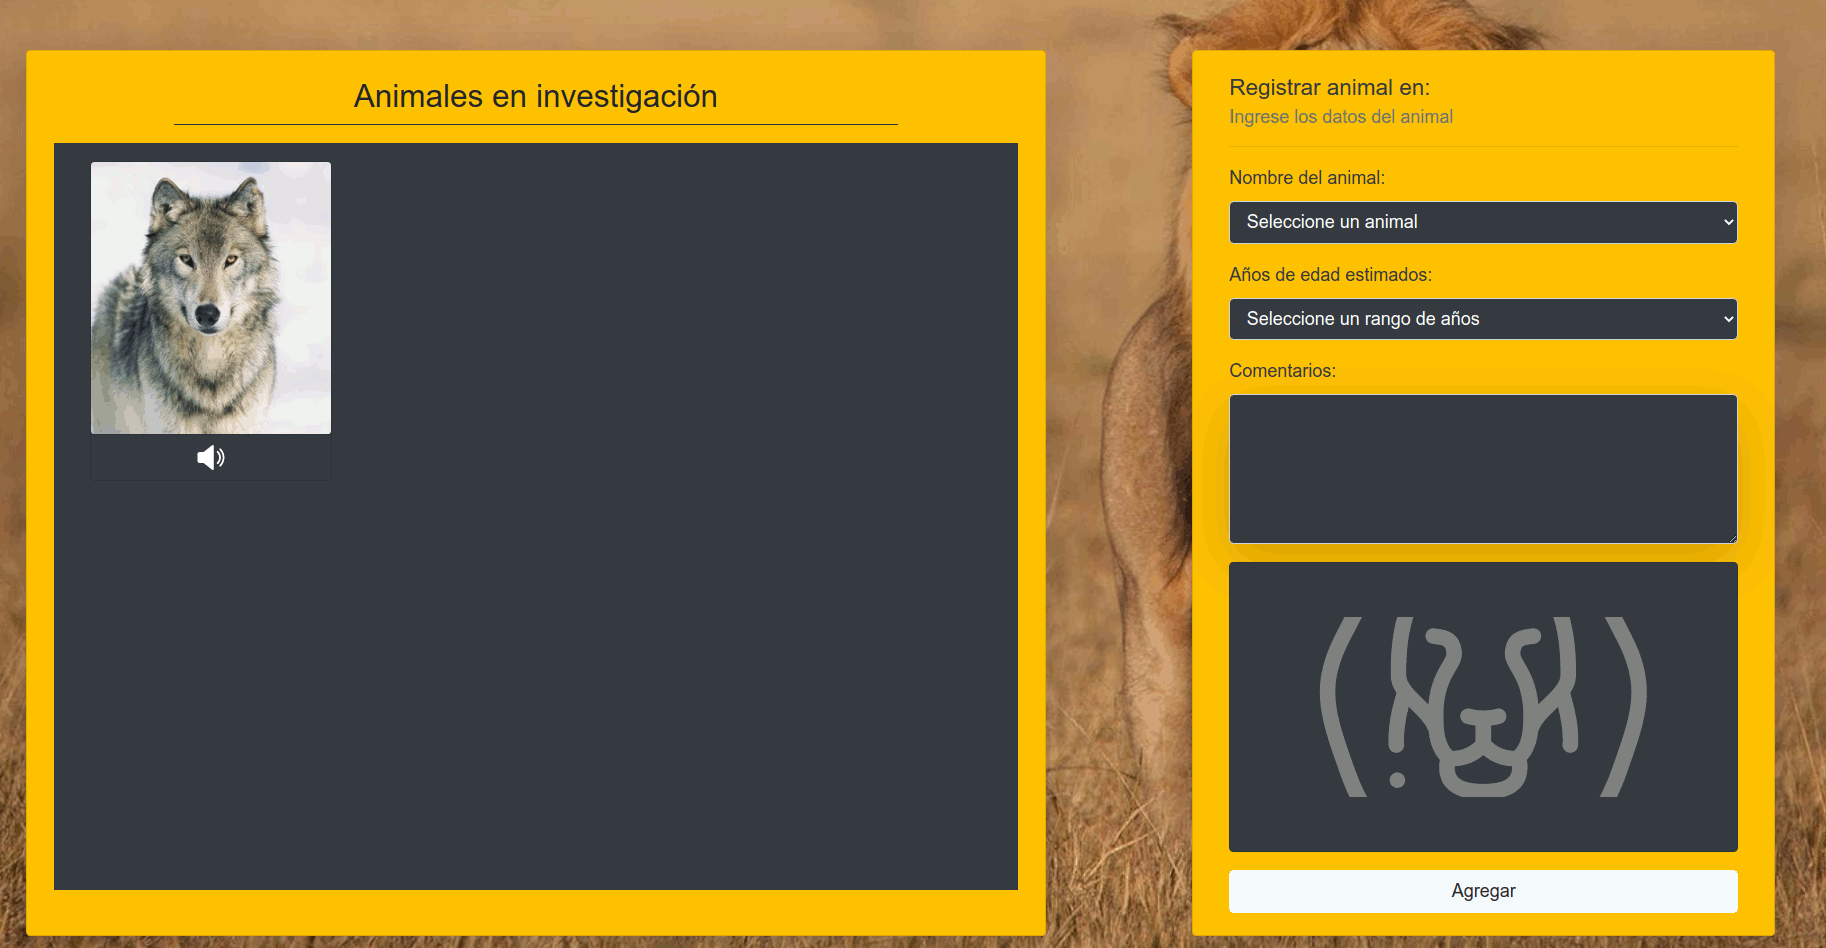 Animales en investigación
Registrar animal en:
Ingrese los datos del animal
Nombre del animal:
Seleccione un animal
Años de edad estimados:
Seleccione un rango de años
Comentarios:
Agregar